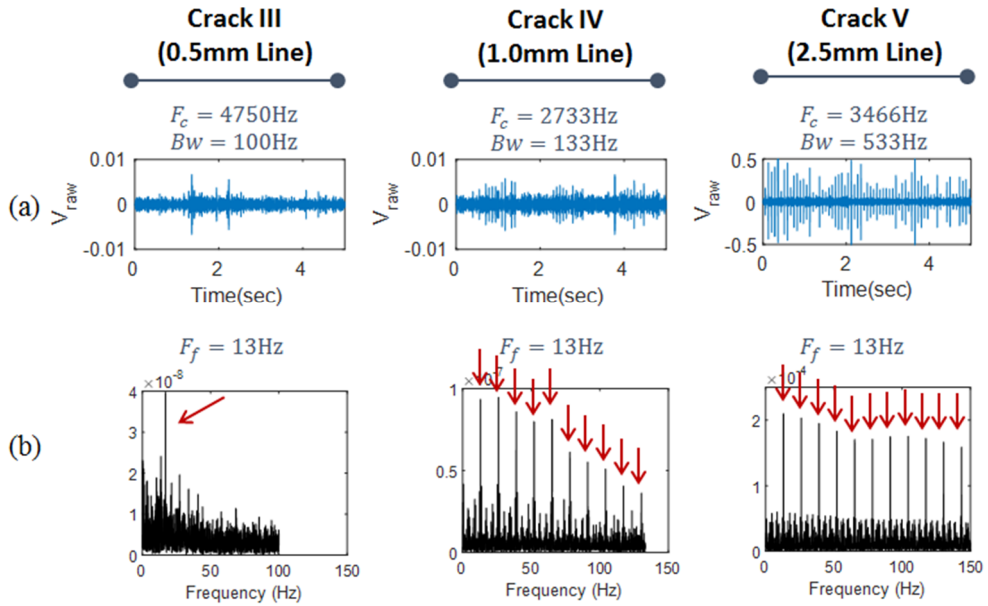 Crack III
(0.5mm Line)
Crack IV
(1.0mm Line)
Crack V
(2.5mm Line)
F_c = 4750Hz
Bw = 100Hz
F_c = 2733Hz
Bw = 133Hz
F_c = 3466Hz
Bw = 533Hz
(a)
V_raw
0.01
0
-0.01
0 2 4
Time(sec)
V_raw
0.01
0
-0.01
0 2 4
Time(sec)
V_raw
0.5
0
-0.5
0 2 4
Time(sec)
(b)
F_f = 13Hz
×10^-8
4
3
2
1
0
0 50 100 150
Frequency (Hz)
F_f = 13Hz
1
0.5
0
0 50 100 150
Frequency (Hz)
F_f = 13Hz
2
1
0
0 50 100 150
Frequency (Hz)